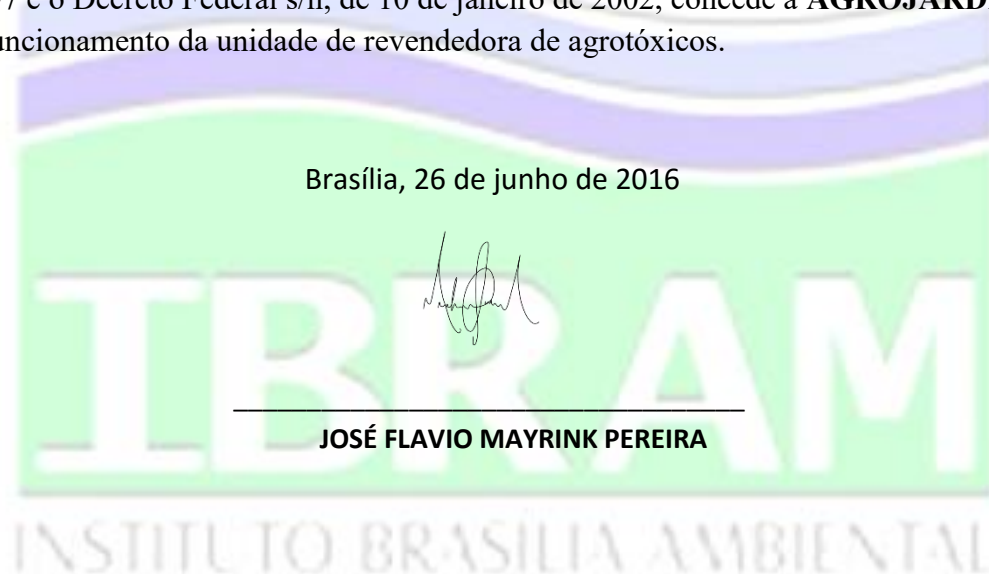 7 e o Decreto Federal s/n, de 10 de janeiro de 2002, concede a AGROJARD
uncionamento da unidade de revendedora de agrotóxicos.
Brasília, 26 de junho de 2016
JOSÉ FLAVIO MAYRINK PEREIRA
IBRAM
INSTITUTO BRASÍLIA AMBIENTAL